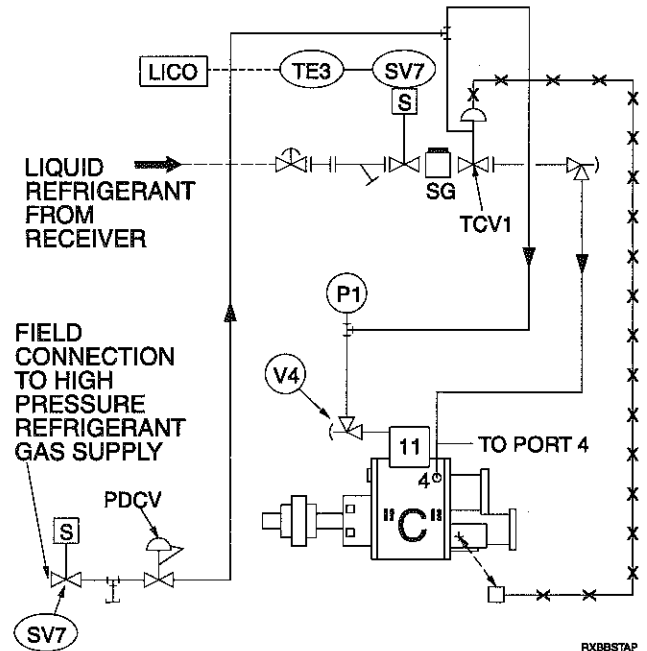 LICO
TE3
SV7
S
LIQUID
REFRIGERANT
FROM
RECEIVER
SG
TCV1
P1
FIELD
CONNECTION
TO HIGH
PRESSURE
REFRIGERANT
GAS SUPPLY
V4
11
TO PORT 4
4
"C"
PDCV
S
SV7
RXBBSTAP